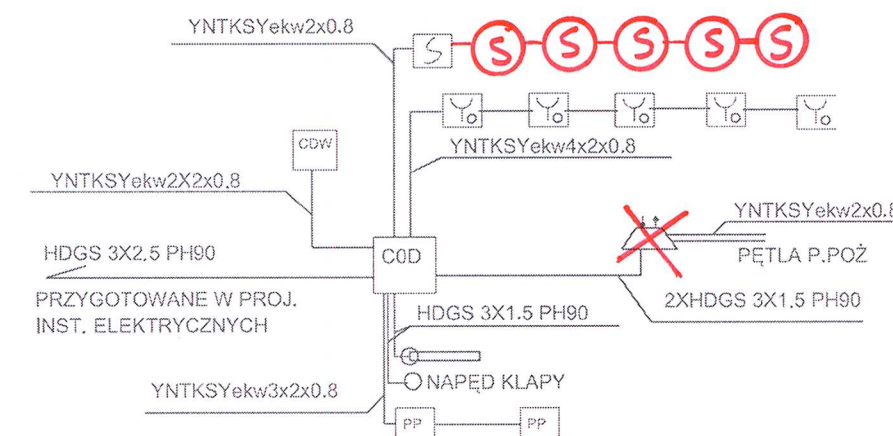 YNTKSYekw2x0.8
S S S S S S
CDW
YNTKSYekw4x2x0.8
YNTKSYekw2X2x0.8
YNTKSYekw2x0.8
HDGS 3X2.5 PH90
C0D
PĘTLA P.POŻ
PRZYGOTOWANE W PROJ.
INST. ELEKTRYCZNYCH
HDGS 3X1.5 PH90
2XHDGS 3X1.5 PH90
NAPĘD KLAPY
YNTKSYekw3x2x0.8
PP PP